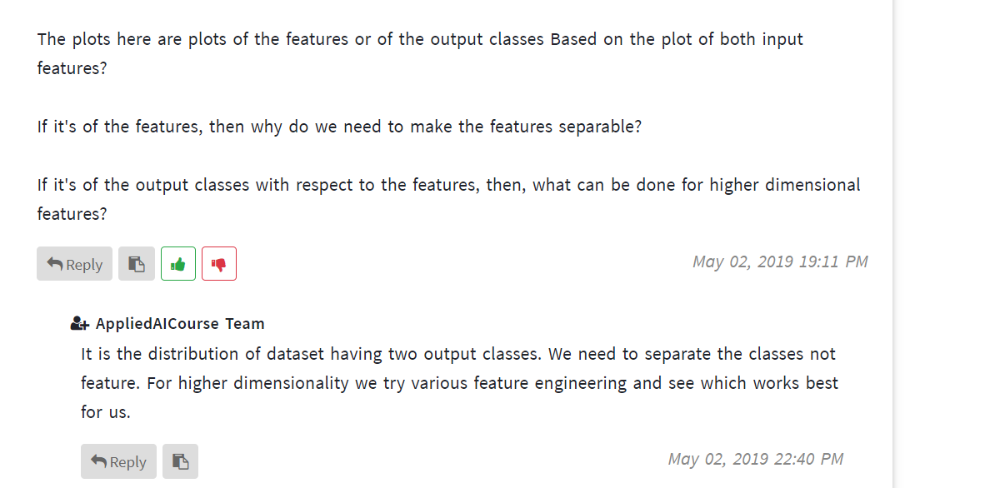 The plots here are plots of the features or of the output classes Based on the plot of both input
features?
If it's of the features, then why do we need to make the features separable?
If it's of the output classes with respect to the features, then, what can be done for higher dimensional
features?
Reply
May 02, 2019 19:11 PM
AppliedAICourse Team
It is the distribution of dataset having two output classes. We need to separate the classes not
feature. For higher dimensionality we try various feature engineering and see which works best
for us.
Reply
May 02, 2019 22:40 PM